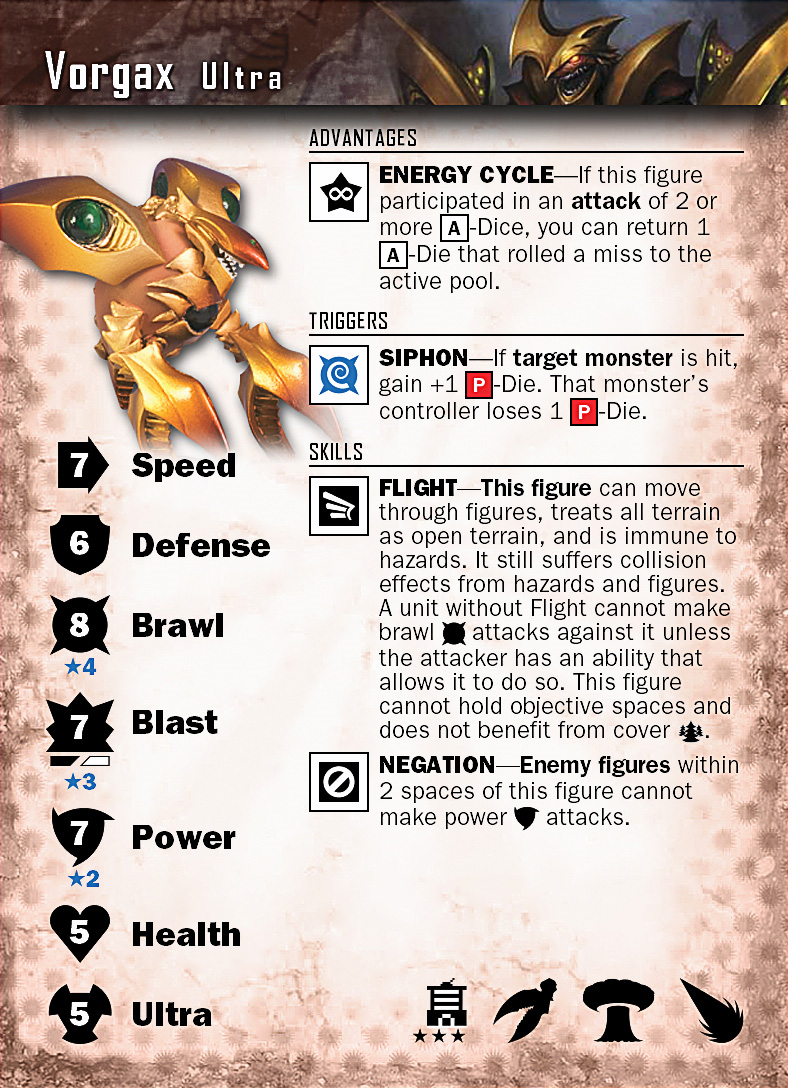 Vorgax Ultra
ADVANTAGES
ENERGY CYCLE—If this figure
participated in an attack of 2 or
more A-Dice, you can return 1
A-Die that rolled a miss to the
active pool.
TRIGGERS
SIPHON—If target monster is hit,
gain +1 P-Die. That monster's
controller loses 1 P-Die.
SKILLS
FLIGHT—This figure can move
through figures, treats all terrain
as open terrain, and is immune to
hazards. It still suffers collision
effects from hazards and figures.
A unit without Flight cannot make
brawl attacks against it unless
the attacker has an ability that
allows it to do so. This figure
cannot hold objective spaces and
does not benefit from cover .
NEGATION—Enemy figures within
2 spaces of this figure cannot
make power attacks.
7 Speed
6 Defense
8 Brawl
★4
7 Blast
★3
7 Power
★2
5 Health
5 Ultra
★★★